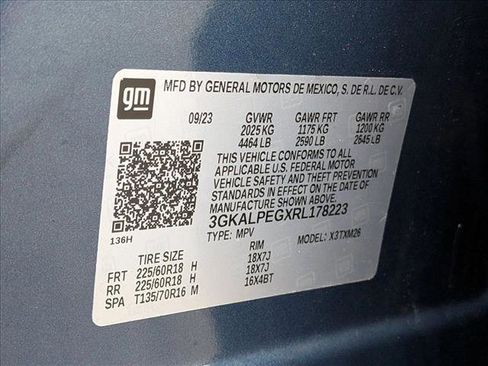 gm
MFD BY GENERAL MOTORS DE MEXICO, S. DE R.L. DE C.V.
09/23 GVWR GAWR FRT GAWR RR
2025 KG 1175 KG 1200 KG
4464 LB 2590 LB 2645 LB
THIS VEHICLE CONFORMS TO ALL
APPLICABLE U.S. FEDERAL MOTOR
VEHICLE SAFETY AND THEFT PREVENTION
STANDARDS IN EFFECT ON THE DATE OF
MANUFACTURE SHOWN ABOVE.
3GKALPEGXRL178223
TYPE: MPV MODEL: X3TXM26
136H
TIRE SIZE RIM
FRT 225/60R18 H 18X7J
RR 225/60R18 H 18X7J
SPA T135/70R16 M 16X4BT